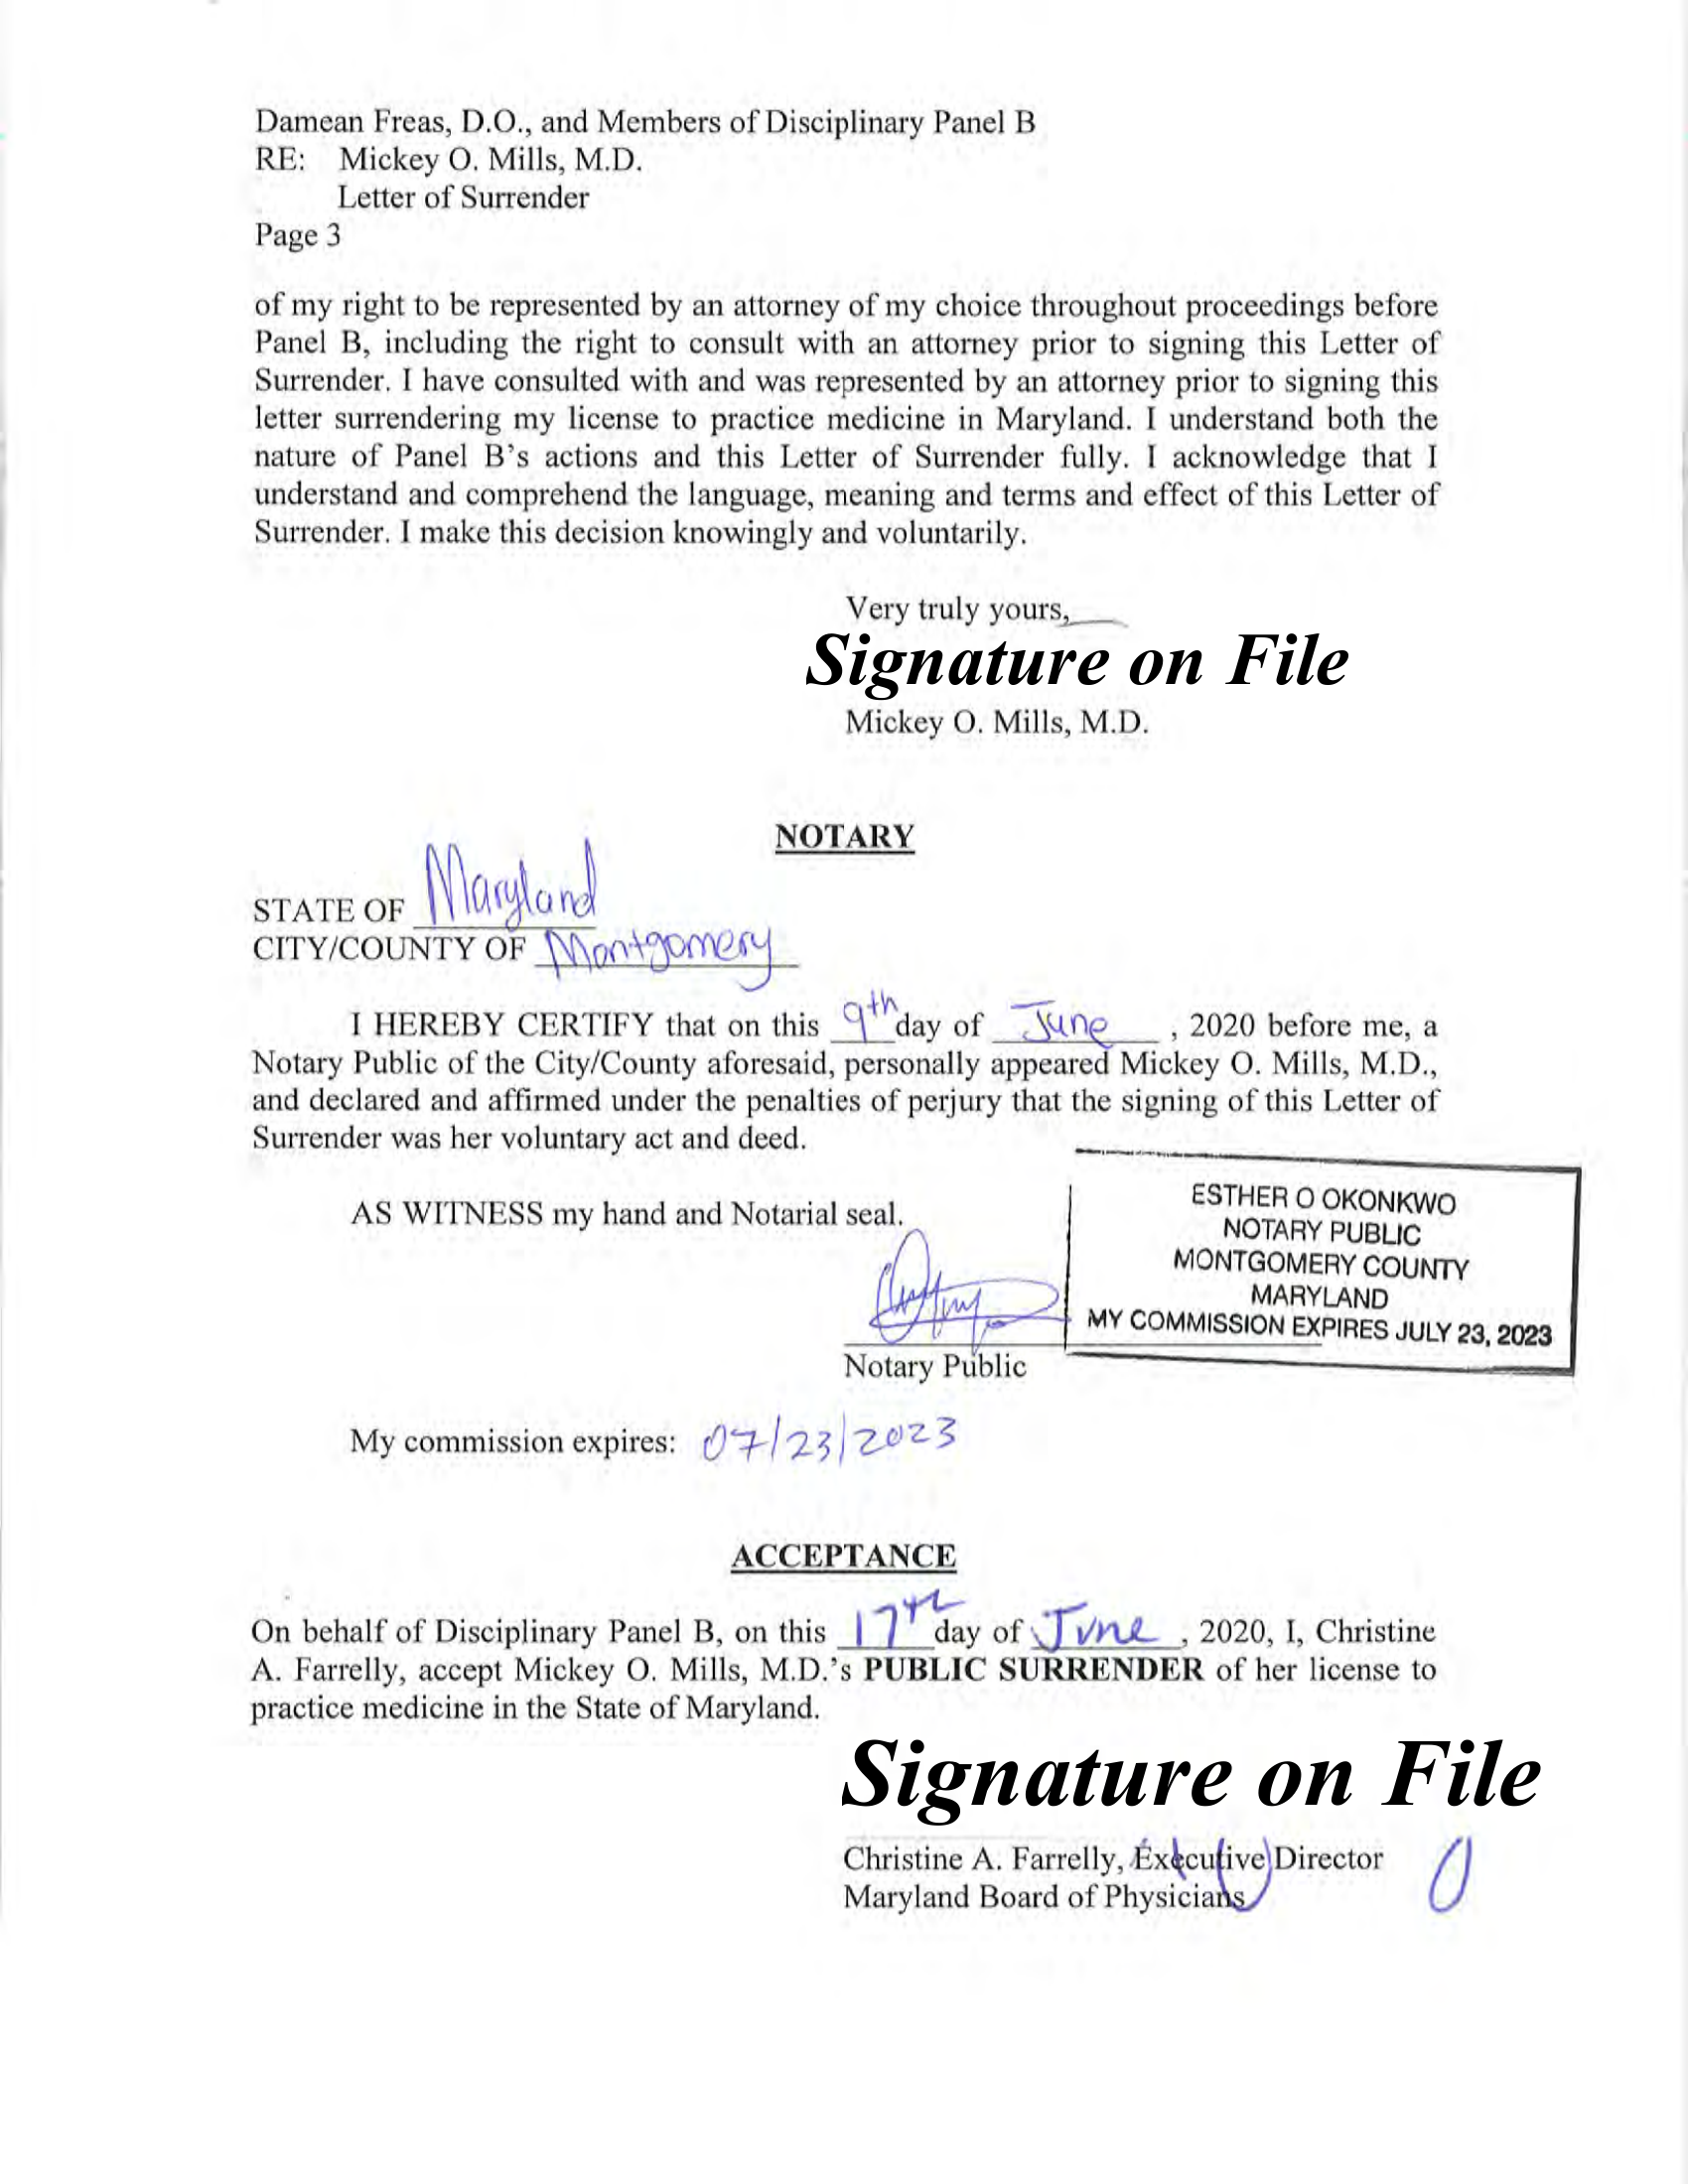 Damean Freas, D.O., and Members of Disciplinary Panel B
RE: Mickey O. Mills, M.D.
Letter of Surrender
Page 3
of my right to be represented by an attorney of my choice throughout proceedings before
Panel B, including the right to consult with an attorney prior to signing this Letter of
Surrender. I have consulted with and was represented by an attorney prior to signing this
letter surrendering my license to practice medicine in Maryland. I understand both the
nature of Panel B's actions and this Letter of Surrender fully. I acknowledge that I
understand and comprehend the language, meaning and terms and effect of this Letter of
Surrender. I make this decision knowingly and voluntarily.
Very truly yours,
Signature on File
Mickey O. Mills, M.D.
NOTARY
STATE OF Maryland
CITY/COUNTY OF Montgomery
I HEREBY CERTIFY that on this 9th day of June, 2020 before me, a
Notary Public of the City/County aforesaid, personally appeared Mickey O. Mills, M.D.,
and declared and affirmed under the penalties of perjury that the signing of this Letter of
Surrender was her voluntary act and deed.
AS WITNESS my hand and Notarial seal.
ESTHER O OKONKWO
NOTARY PUBLIC
MONTGOMERY COUNTY
MARYLAND
MY COMMISSION EXPIRES JULY 23, 2023
Notary Public
My commission expires: 07/23/2023
ACCEPTANCE
On behalf of Disciplinary Panel B, on this 17th day of June, 2020, I, Christine
A. Farrelly, accept Mickey O. Mills, M.D.'s PUBLIC SURRENDER of her license to
practice medicine in the State of Maryland.
Signature on File
Christine A. Farrelly, Executive Director
Maryland Board of Physicians